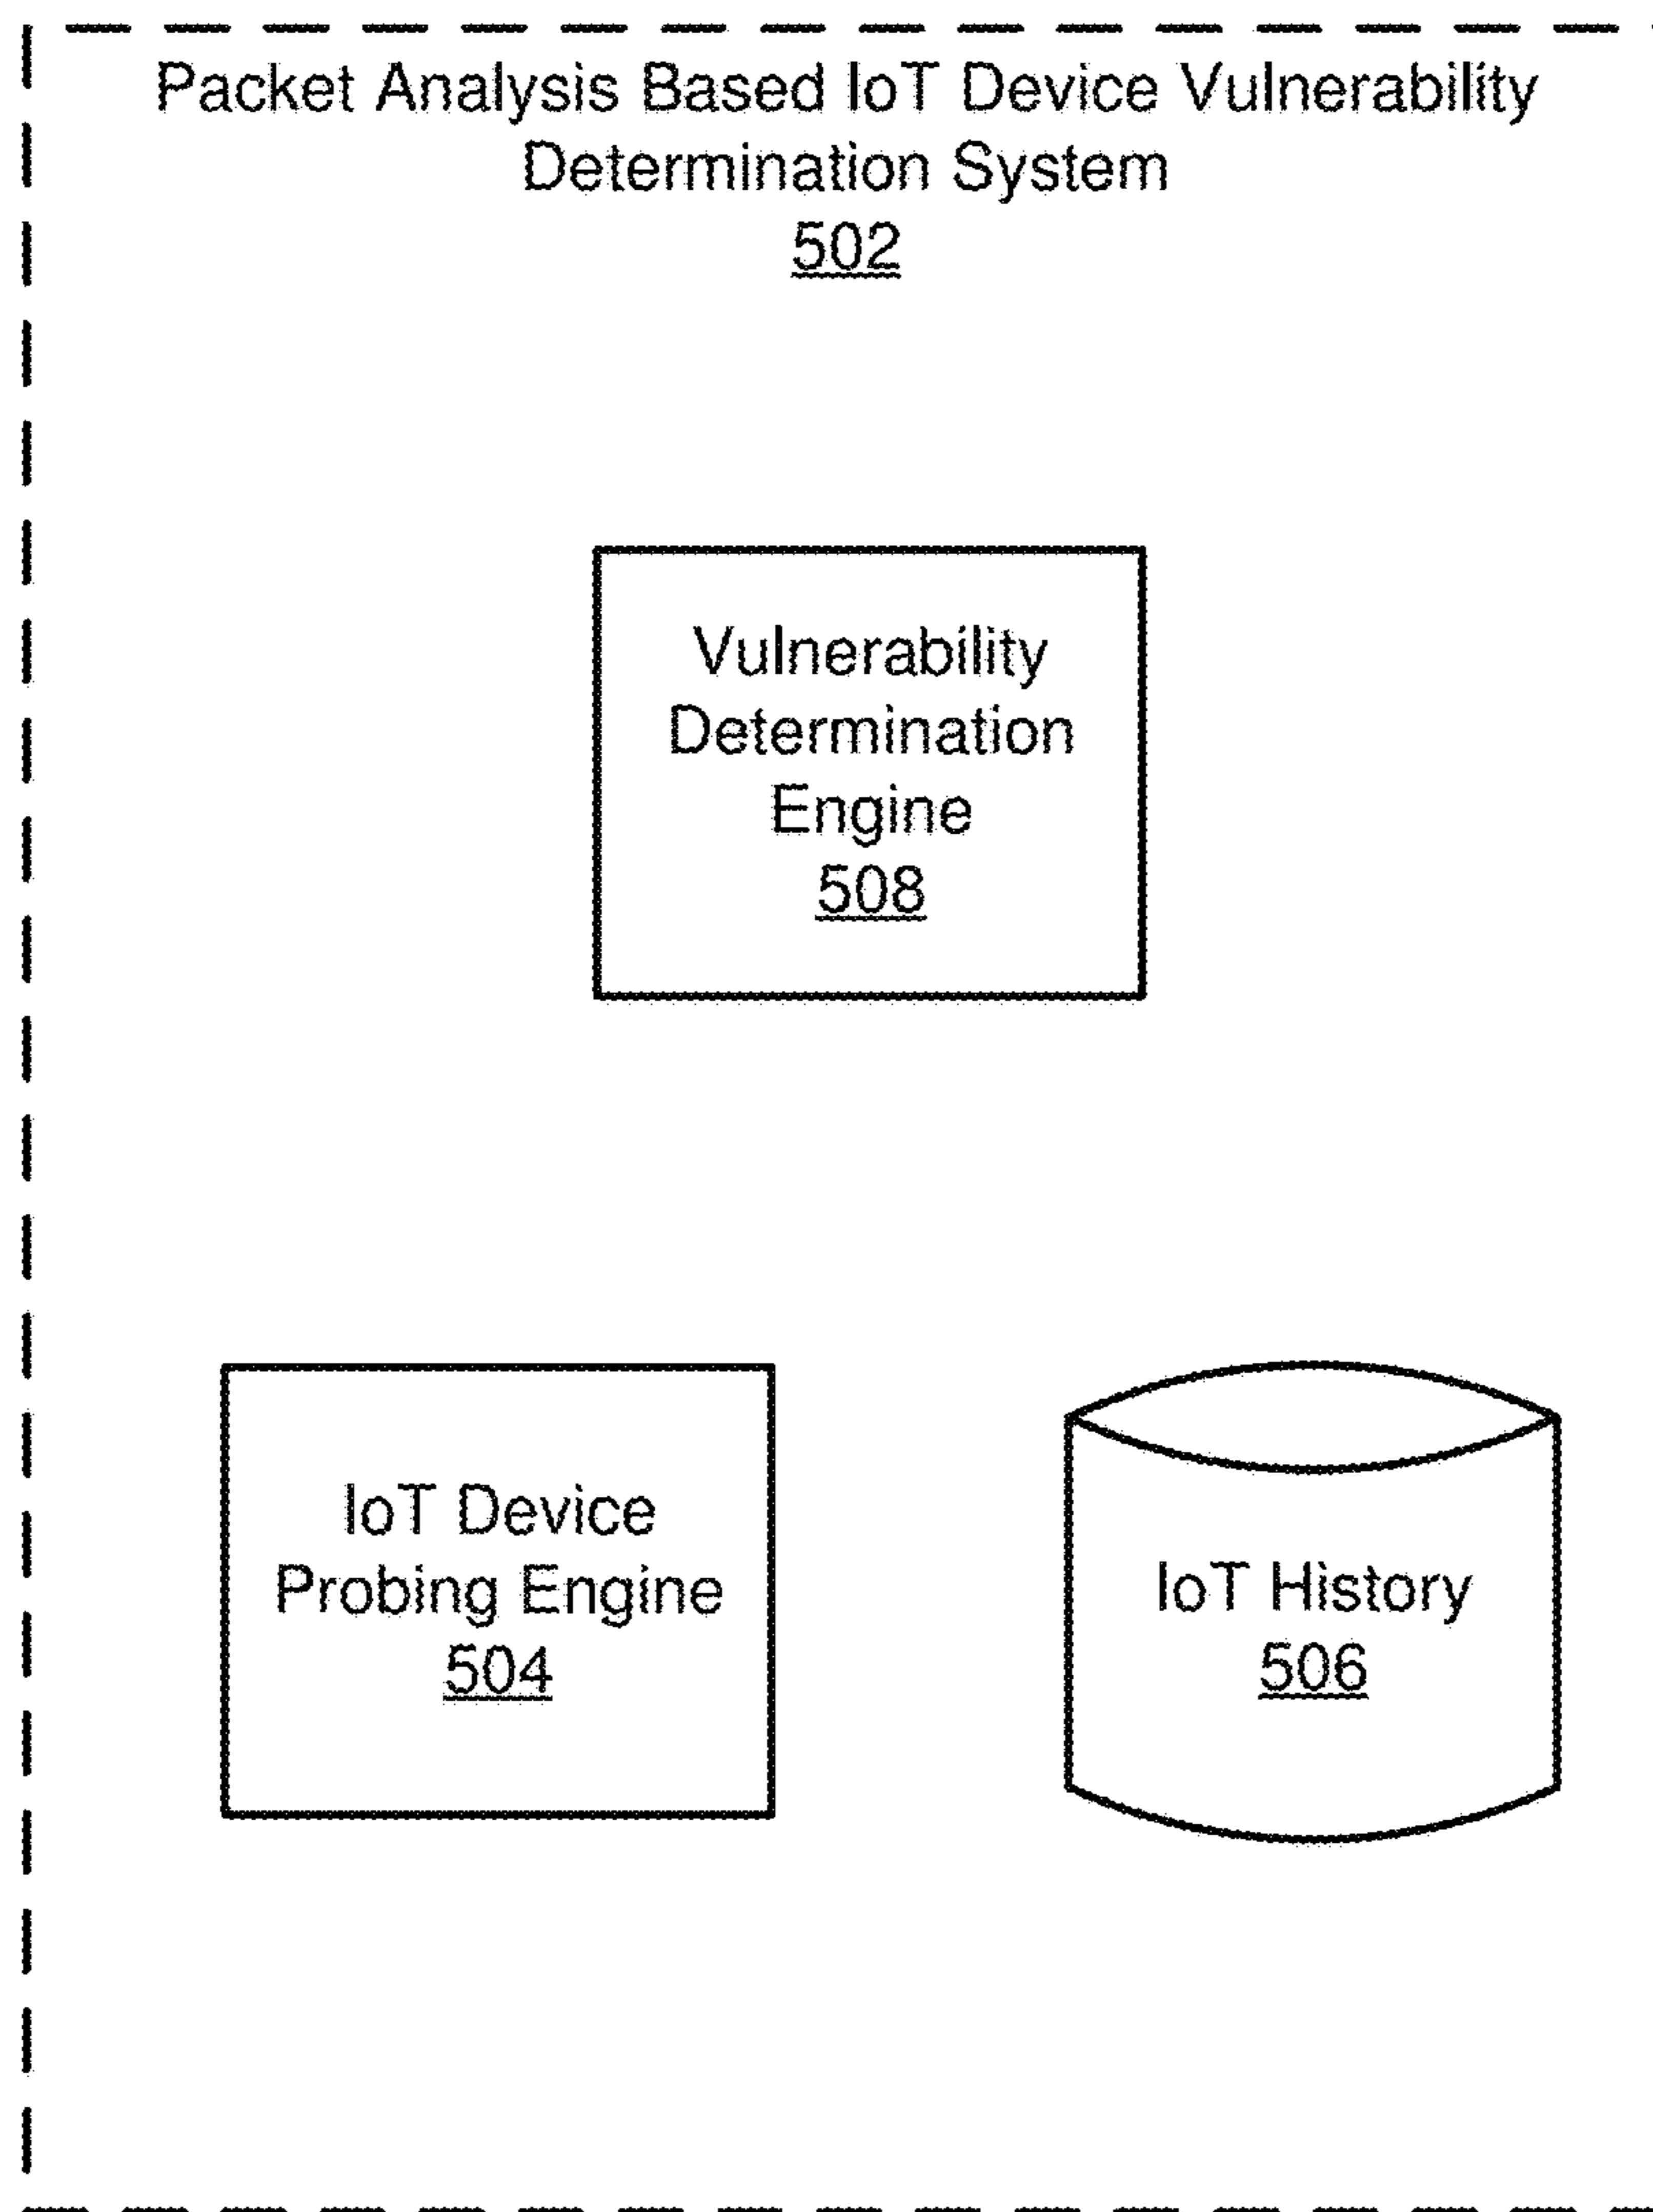 Packet Analysis Based IoT Device Vulnerability
Determination System
502
Vulnerability
Determination
Engine
508
IoT Device
Probing Engine
504
IoT History
506